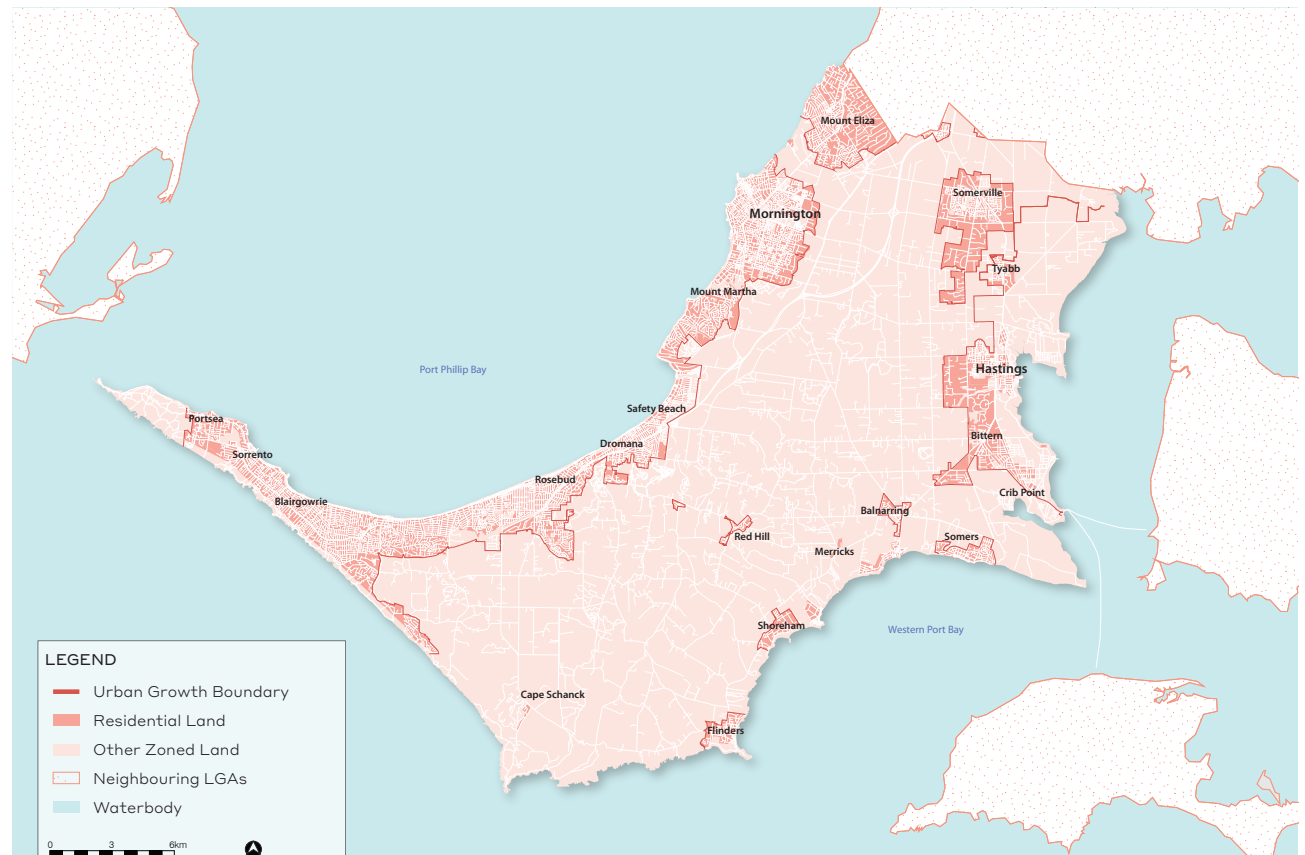 Mount Eliza
Somerville
Mornington
Tyabb
Mount Martha
Port Phillip Bay
Hastings
Safety Beach
Portsea
Dromana
Bittern
Sorrento
Rosebud
Crib Point
Blairgowrie
Balnarring
Red Hill
Somers
Merricks
Shoreham
Western Port Bay
Cape Schanck
Flinders
LEGEND
Urban Growth Boundary
Residential Land
Other Zoned Land
Neighbouring LGAs
Waterbody
0 3 6km